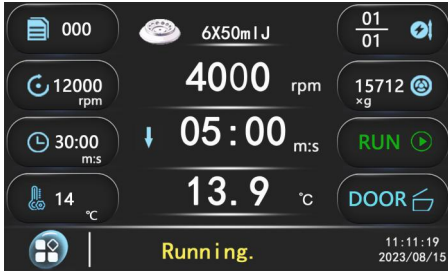 000
6X50mlJ
01
01
12000
rpm
4000 rpm
15712
×g
30:00
m:s
05:00 m:s
RUN
14
℃
13.9 ℃
DOOR
Running.
11:11:19
2023/08/15